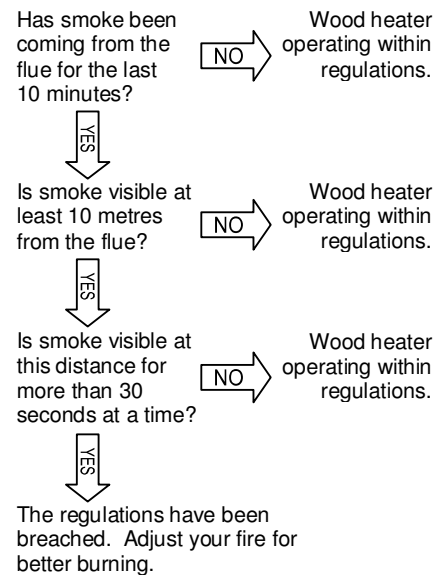 Has smoke been
coming from the
flue for the last
10 minutes?
NO
Wood heater
operating within
regulations.
YES
Is smoke visible at
least 10 metres
from the flue?
NO
Wood heater
operating within
regulations.
YES
Is smoke visible at
this distance for
more than 30
seconds at a time?
NO
Wood heater
operating within
regulations.
YES
The regulations have been
breached.  Adjust your fire for
better burning.